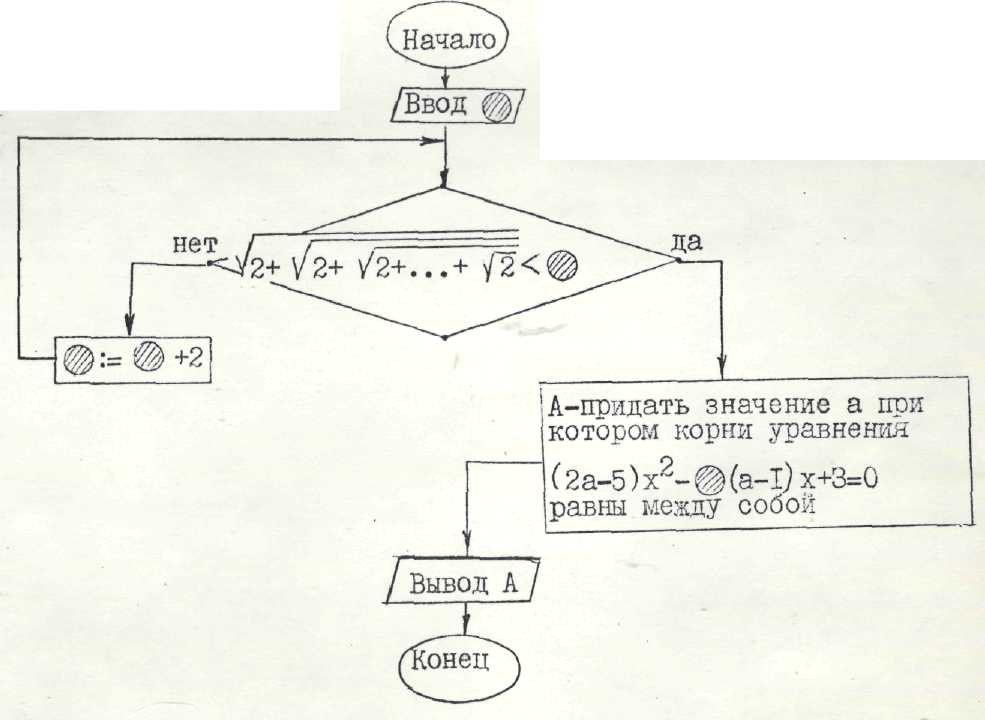 Начало
Ввод
нет
да
√2+ √2+ √2+...+ √2 <
:= +2
А-придать значение а при
котором корни уравнения
(2а-5)x²- (а-I)x+3=0
равны между собой
Вывод А
Конец